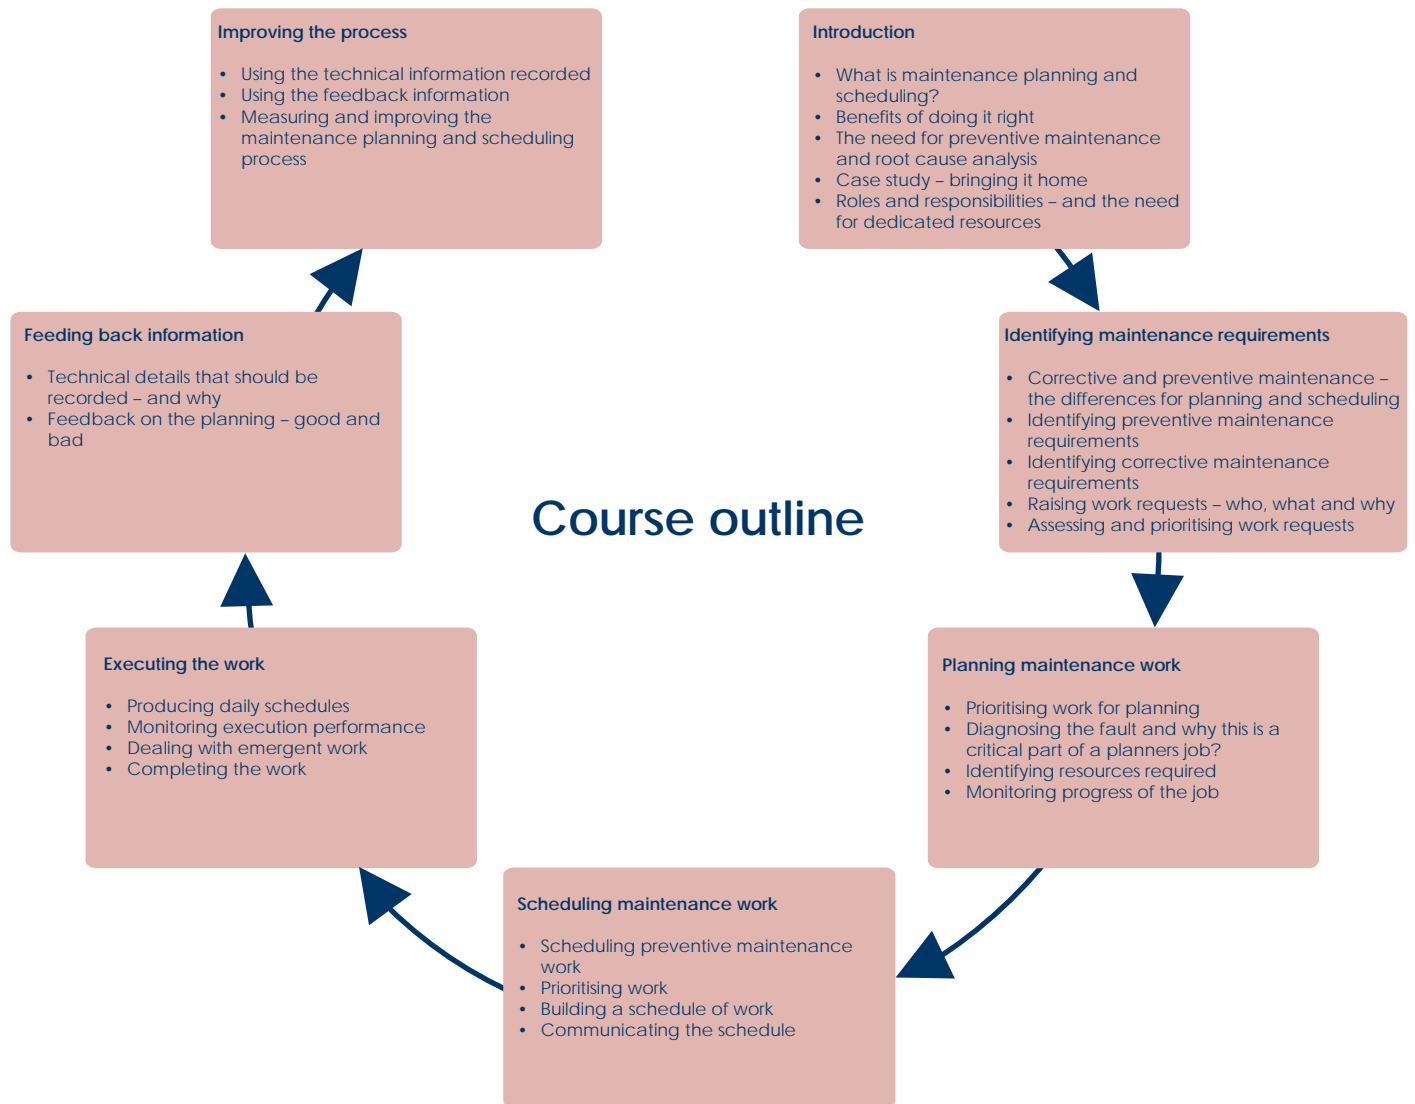 Improving the process
• Using the technical information recorded
• Using the feedback information
• Measuring and improving the
maintenance planning and scheduling
process
Introduction
• What is maintenance planning and
scheduling?
• Benefits of doing it right
• The need for preventive maintenance
and root cause analysis
• Case study – bringing it home
• Roles and responsibilities – and the need
for dedicated resources
Feeding back information
• Technical details that should be
recorded – and why
• Feedback on the planning – good and
bad
Identifying maintenance requirements
• Corrective and preventive maintenance –
the differences for planning and scheduling
• Identifying preventive maintenance
requirements
• Identifying corrective maintenance
requirements
• Raising work requests – who, what and why
• Assessing and prioritising work requests
Course outline
Executing the work
• Producing daily schedules
• Monitoring execution performance
• Dealing with emergent work
• Completing the work
Planning maintenance work
• Prioritising work for planning
• Diagnosing the fault and why this is a
critical part of a planners job?
• Identifying resources required
• Monitoring progress of the job
Scheduling maintenance work
• Scheduling preventive maintenance
work
• Prioritising work
• Building a schedule of work
• Communicating the schedule